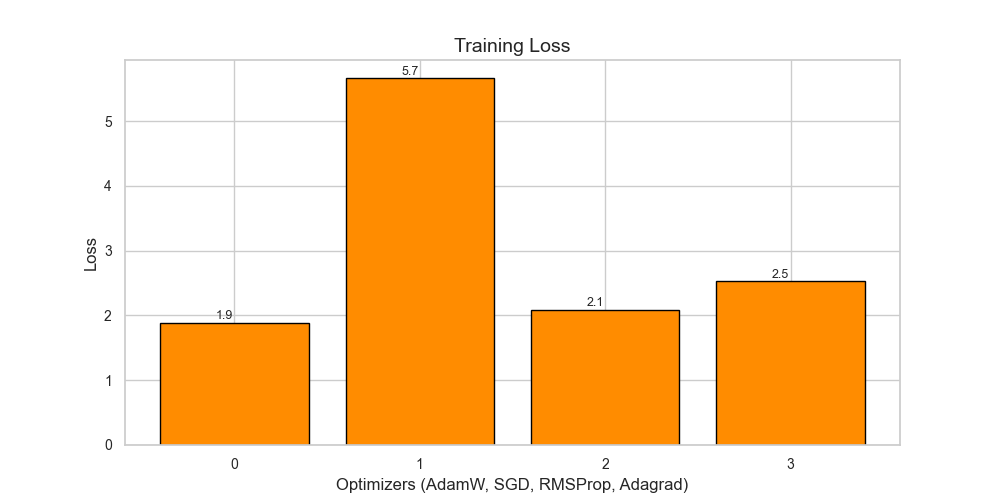 Training Loss
5.7
5
4
Loss
3
2.5
2.1
2
1.9
1
0
0 1 2 3
Optimizers (AdamW, SGD, RMSProp, Adagrad)